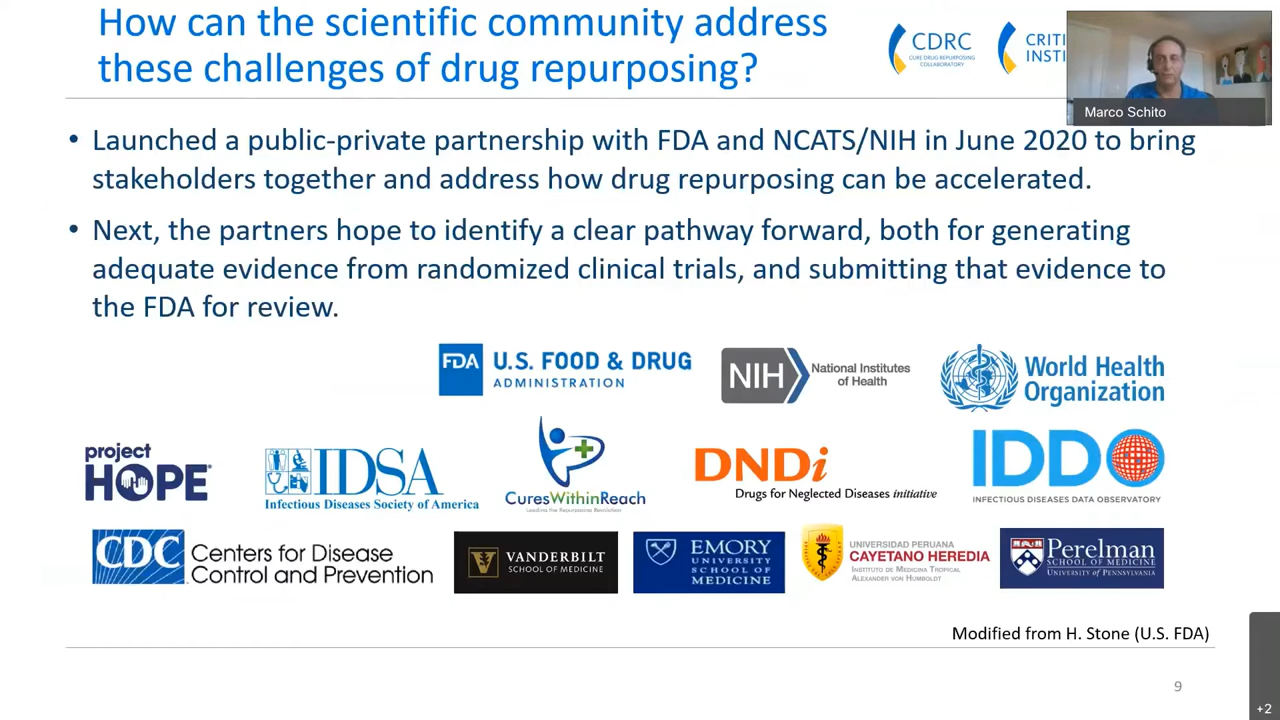 How can the scientific community address
these challenges of drug repurposing?
CDRC
CURE DRUG REPURPOSING
COLLABORATORY
CRITI
INSTI
Marco Schito
• Launched a public-private partnership with FDA and NCATS/NIH in June 2020 to bring
stakeholders together and address how drug repurposing can be accelerated.
• Next, the partners hope to identify a clear pathway forward, both for generating
adequate evidence from randomized clinical trials, and submitting that evidence to
the FDA for review.
FDA
U.S. FOOD & DRUG
ADMINISTRATION
NIH
National Institutes
of Health
World Health
Organization
project
HOPE®
IDSA
Infectious Diseases Society of America
CuresWithinReach
Leading the Repurposing Revolution
DNDi
Drugs for Neglected Diseases initiative
IDDO
INFECTIOUS DISEASES DATA OBSERVATORY
CDC
Centers for Disease
Control and Prevention
V
VANDERBILT
SCHOOL OF MEDICINE
EMORY
UNIVERSITY
SCHOOL OF
MEDICINE
UNIVERSIDAD PERUANA
CAYETANO HEREDIA
INSTITUTO DE MEDICINA TROPICAL
ALEXANDER VON HUMBOLDT
Perelman
SCHOOL OF MEDICINE
UNIVERSITY OF PENNSYLVANIA
Modified from H. Stone (U.S. FDA)
9
+2